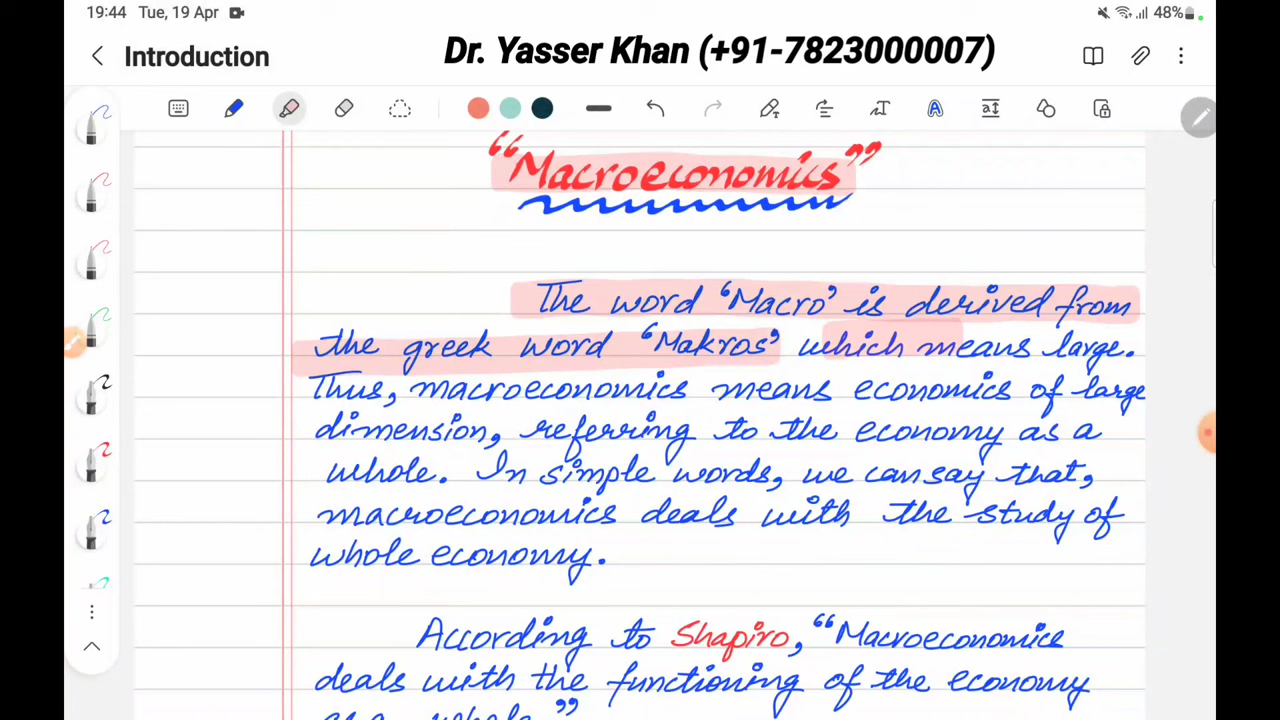 19:44 Tue, 19 Apr
48%
Introduction
Dr. Yasser Khan (+91-7823000007)
"Macroeconomics"
The word 'Macro' is derived from
the greek word 'Makros' which means large.
Thus, macroeconomics means economics of large
dimension, referring to the economy as a
whole. In simple words, we can say that,
macroeconomics deals with the study of
whole economy.
According to Shapiro, "Macroeconomics
deals with the functioning of the economy
as a whole"